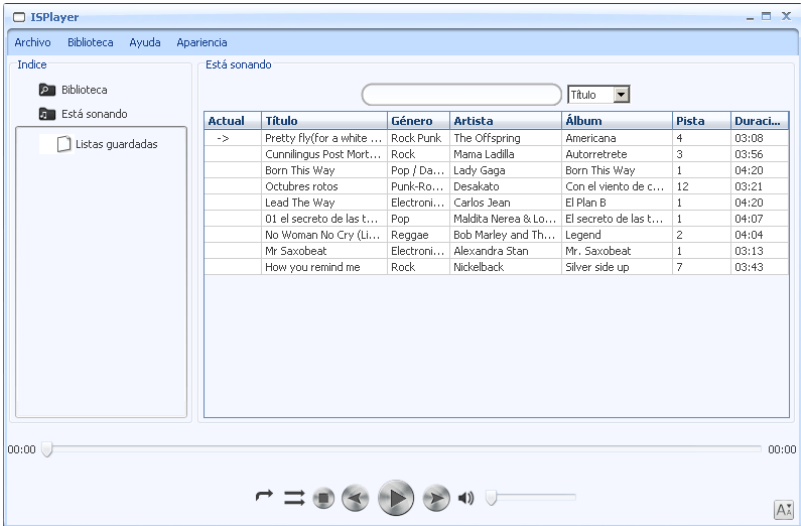 ISPlayer
Archivo Biblioteca Ayuda Apariencia
Indice
Biblioteca
Está sonando
Listas guardadas
Está sonando
Título
Actual Título Género Artista Álbum Pista Duraci...
-> Pretty fly(for a white ... Rock Punk The Offspring Americana 4 03:08
Cunnilingus Post Mort... Rock Mama Ladilla Autorretrete 3 03:56
Born This Way Pop / Da... Lady Gaga Born This Way 1 04:20
Octubres rotos Punk-Ro... Desakato Con el viento de c... 12 03:21
Lead The Way Electroni... Carlos Jean El Plan B 1 04:20
01 el secreto de las t... Pop Maldita Nerea & Lo... El secreto de las t... 1 04:07
No Woman No Cry (Li... Reggae Bob Marley and Th... Legend 2 04:04
Mr Saxobeat Electroni... Alexandra Stan Mr. Saxobeat 1 03:13
How you remind me Rock Nickelback Silver side up 7 03:43
00:00 00:00